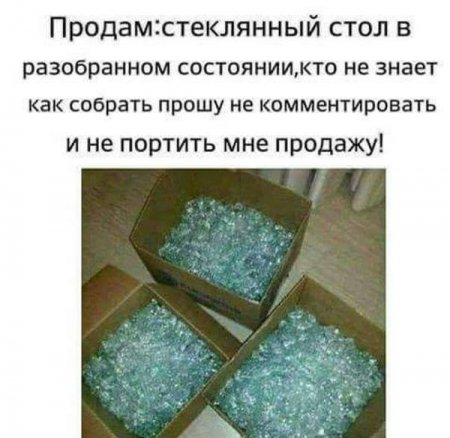 Продам:стеклянный стол в
разобранном состоянии,кто не знает
как собрать прошу не комментировать
и не портить мне продажу!